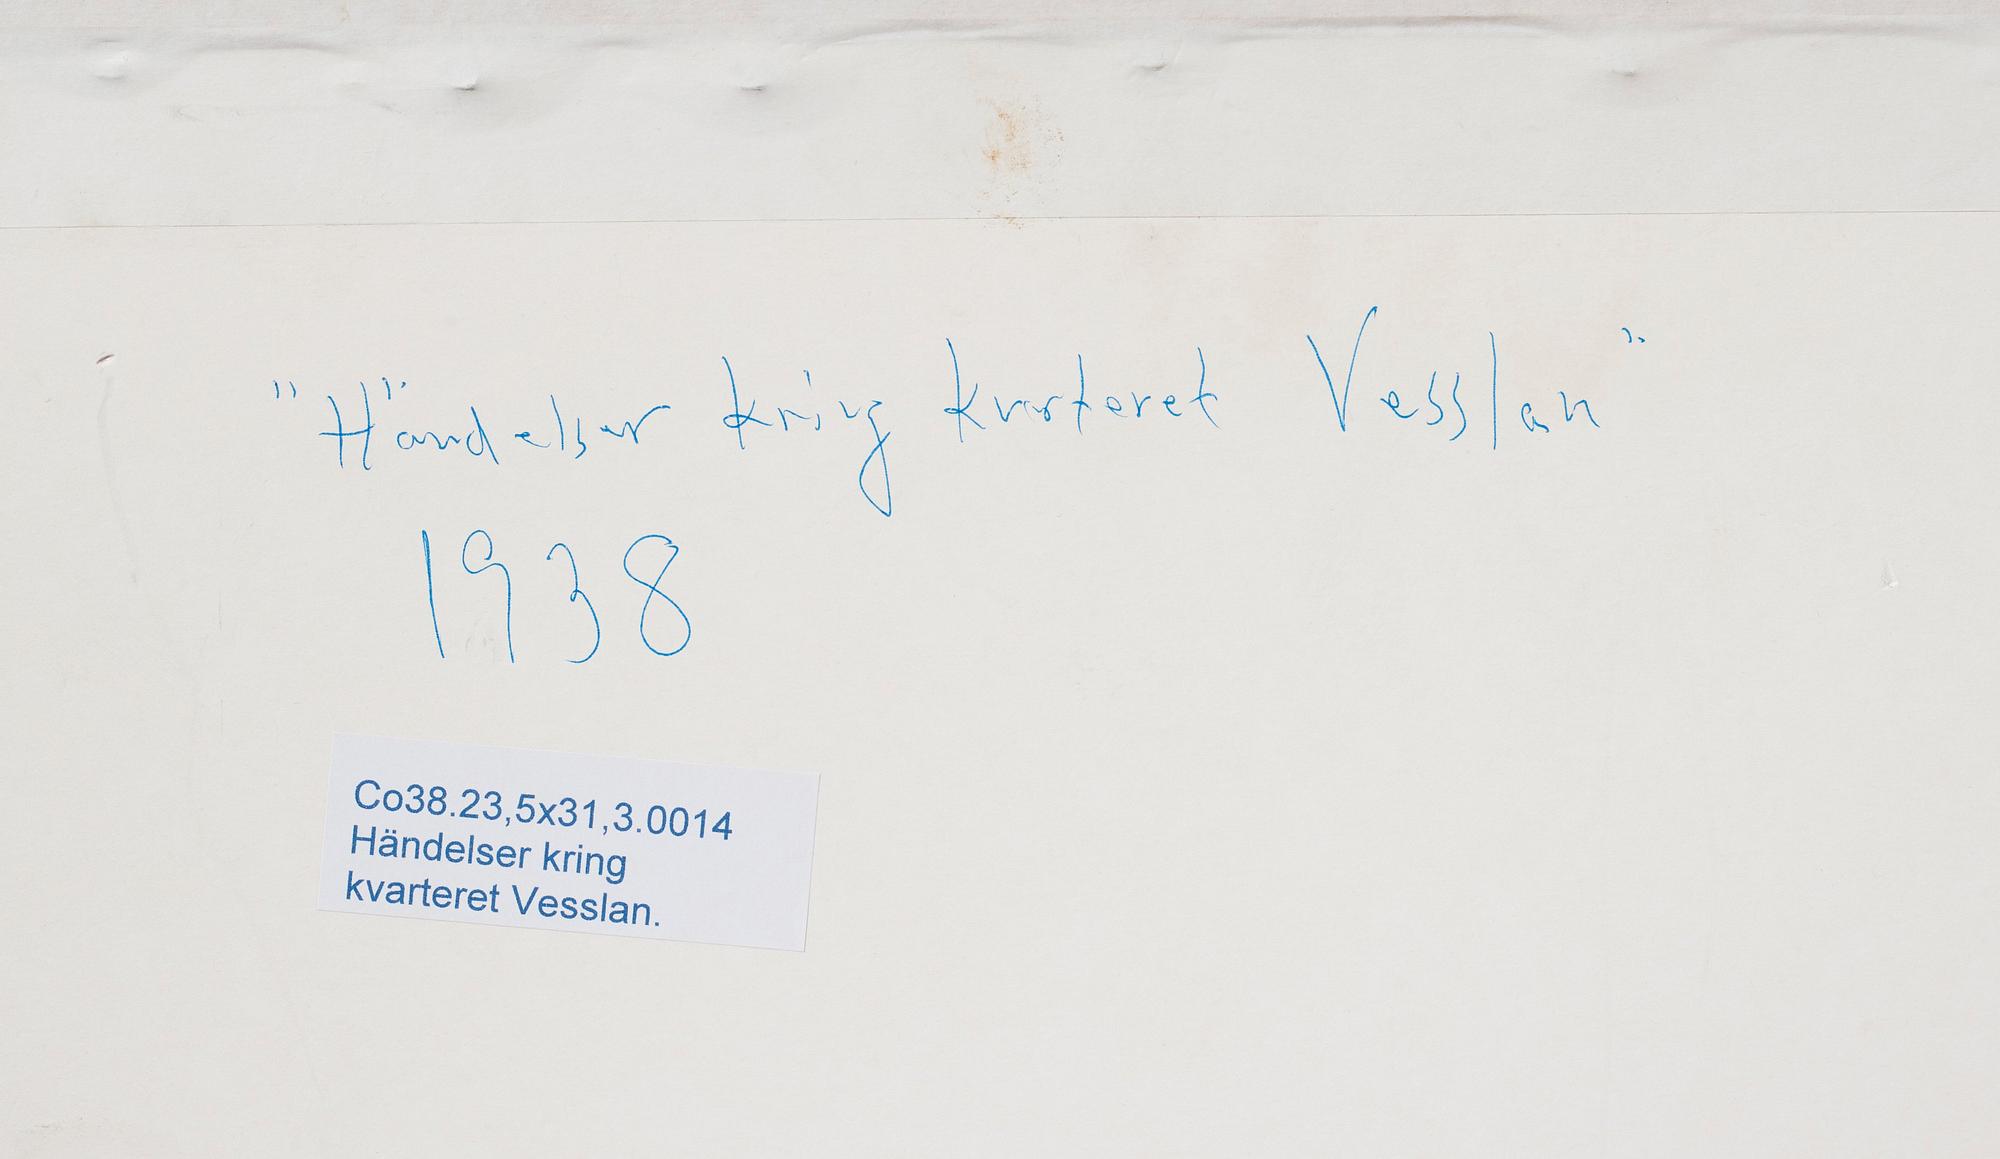 "Händelser kring kvarteret Vesslan"
1938
Co38.23,5x31,3.0014
Händelser kring
kvarteret Vesslan.